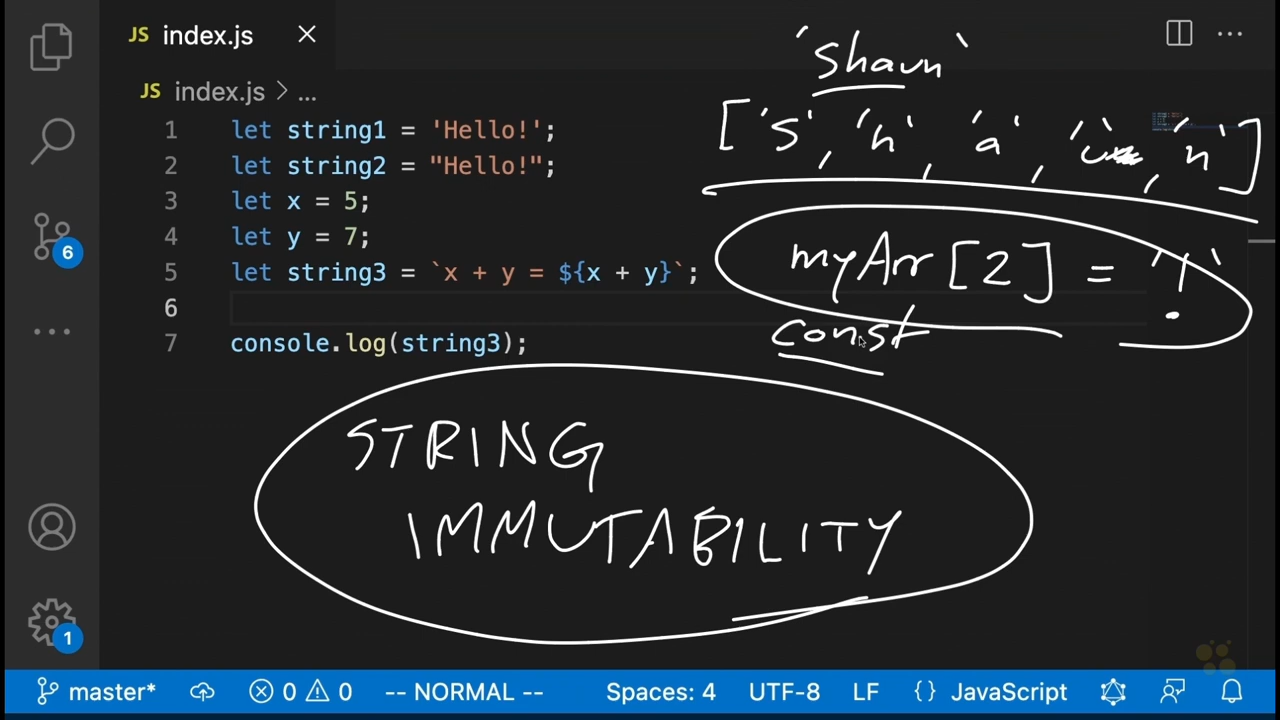 JS index.js
JS index.js > ...
1 let string1 = 'Hello!';
2 let string2 = "Hello!";
3 let x = 5;
4 let y = 7;
5 let string3 = `x + y = ${x + y}`;
6
7 console.log(string3);
'Shaun'
['S', 'h', 'a', 'u', 'n']
myArr[2] = '!'
const
STRING
IMMUTABILITY
6
1
master* 0 0 -- NORMAL -- Spaces: 4 UTF-8 LF {} JavaScript